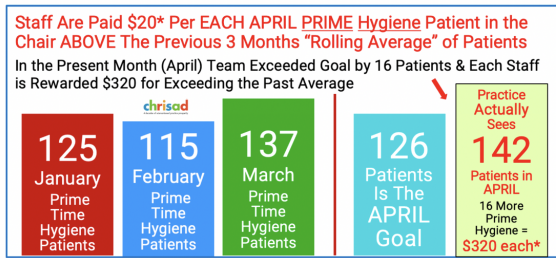 Staff Are Paid $20* Per EACH APRIL PRIME Hygiene Patient in the
Chair ABOVE The Previous 3 Months “Rolling Average” of Patients
In the Present Month (April) Team Exceeded Goal by 16 Patients & Each Staff
is Rewarded $320 for Exceeding the Past Average
chrisad
125
January
Prime
Time
Hygiene
Patients
115
February
Prime
Time
Hygiene
Patients
137
March
Prime
Time
Hygiene
Patients
126
Patients
Is The
APRIL
Goal
Practice
Actually
Sees
142
Patients in
APRIL
16 More
Prime
Hygiene =
$320 each*